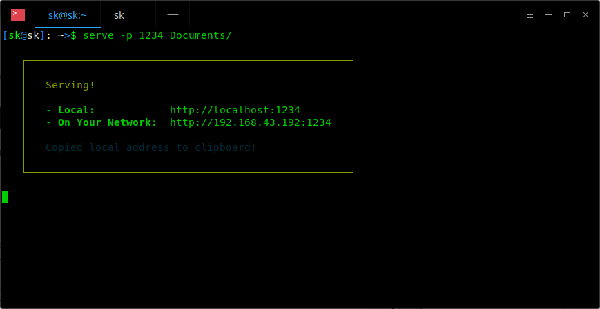 sk@sk:~
sk
[sk@sk]: ~>$ serve -p 1234 Documents/
Serving!
- Local: http://localhost:1234
- On Your Network: http://192.168.43.192:1234
Copied local address to clipboard!